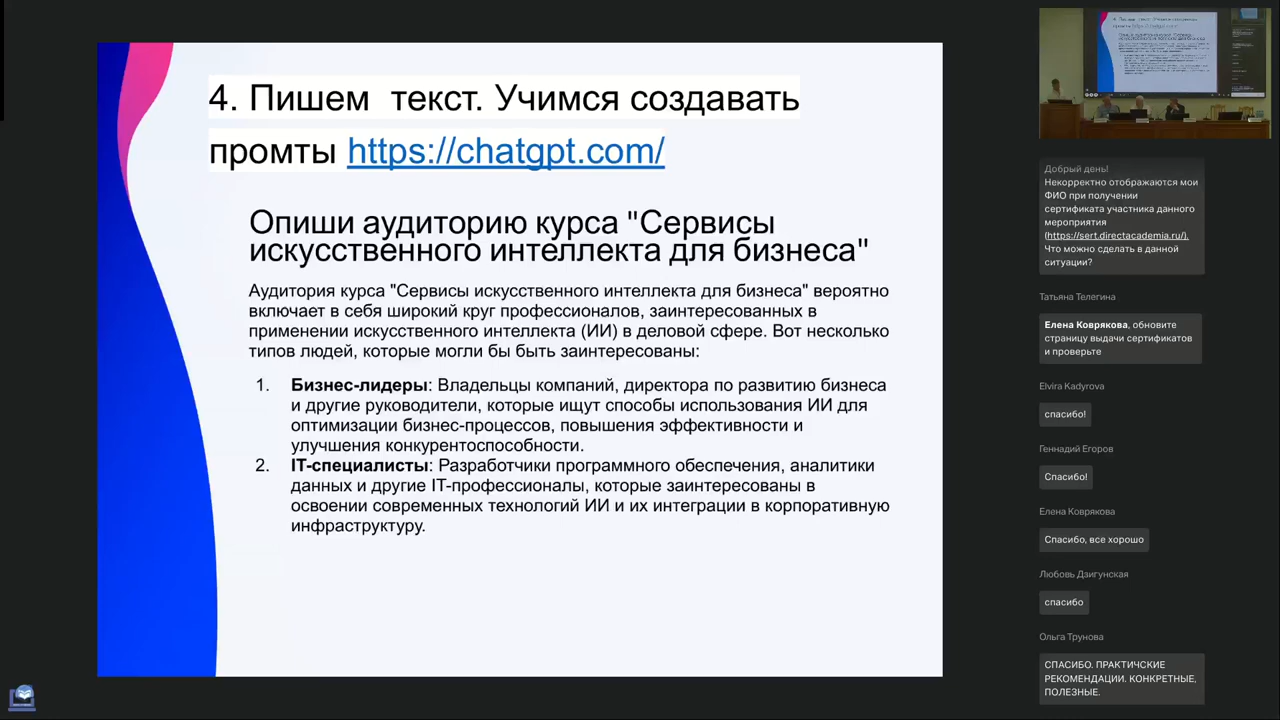 4. Пишем  текст. Учимся создавать
промты https://chatgpt.com/
Опиши аудиторию курса "Сервисы
искусственного интеллекта для бизнеса"
Аудитория курса "Сервисы искусственного интеллекта для бизнеса" вероятно
включает в себя широкий круг профессионалов, заинтересованных в
применении искусственного интеллекта (ИИ) в деловой сфере. Вот несколько
типов людей, которые могли бы быть заинтересованы:
1. Бизнес-лидеры: Владельцы компаний, директора по развитию бизнеса
и другие руководители, которые ищут способы использования ИИ для
оптимизации бизнес-процессов, повышения эффективности и
улучшения конкурентоспособности.
2. IT-специалисты: Разработчики программного обеспечения, аналитики
данных и другие IT-профессионалы, которые заинтересованы в
освоении современных технологий ИИ и их интеграции в корпоративную
инфраструктуру.
Добрый день!
Некорректно отображаются мои
ФИО при получении
сертификата участника данного
мероприятия
(https://sert.directacademia.ru/).
Что можно сделать в данной
ситуации?
Татьяна Телегина
Елена Коврякова, обновите
страницу выдачи сертификатов
и проверьте
Elvira Kadyrova
спасибо!
Геннадий Егоров
Спасибо!
Елена Коврякова
Спасибо, все хорошо
Любовь Дзигунская
спасибо
Ольга Трунова
СПАСИБО. ПРАКТИЧСКИЕ
РЕКОМЕНДАЦИИ. КОНКРЕТНЫЕ,
ПОЛЕЗНЫЕ.